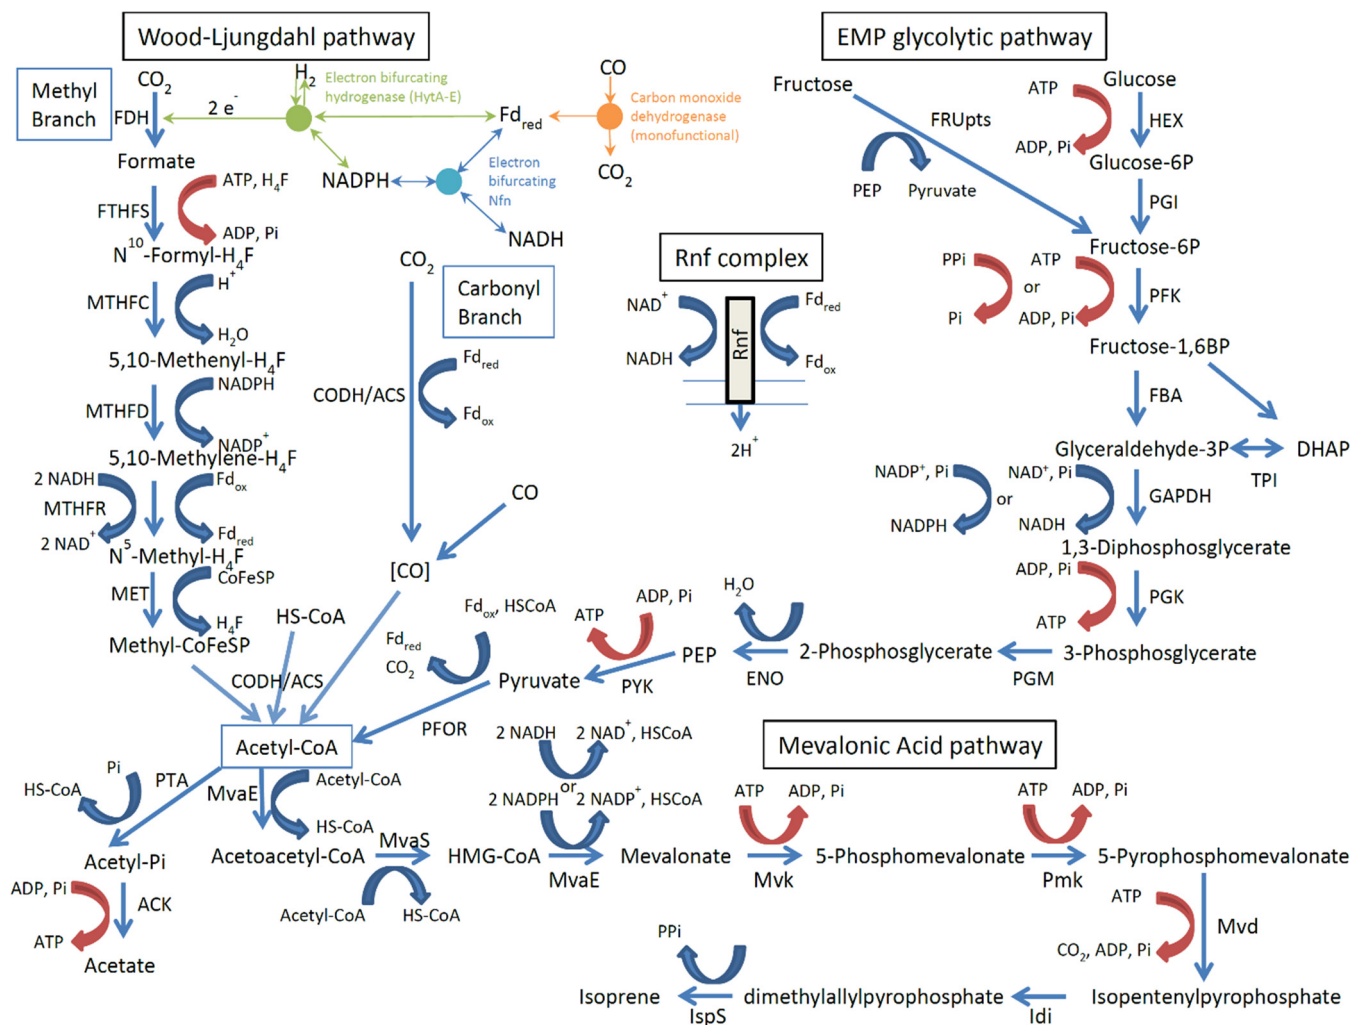 Wood-Ljungdahl pathway
EMP glycolytic pathway
Methyl
Branch
CO2
FDH
2 e-
H2
Electron bifurcating
hydrogenase (HytA-E)
Fdred
CO
Carbon monoxide
dehydrogenase
(monofunctional)
CO2
NADPH
Electron
bifurcating
Nfn
NADH
Formate
FTHFS
ATP, H4F
ADP, Pi
N10-Formyl-H4F
MTHFC
H+
H2O
5,10-Methenyl-H4F
MTHFD
NADPH
NADP+
5,10-Methylene-H4F
2 NADH
MTHFR
2 NAD+
Fdox
Fdred
N5-Methyl-H4F
MET
CoFeSP
H4F
Methyl-CoFeSP
CO2
Carbonyl
Branch
CODH/ACS
Fdred
Fdox
CO
[CO]
HS-CoA
CODH/ACS
Acetyl-CoA
Rnf complex
NAD+
NADH
Rnf
Fdred
Fdox
2H+
Fructose
FRUpts
PEP
Pyruvate
Glucose
ATP
HEX
ADP, Pi
Glucose-6P
PGI
Fructose-6P
PPi
Pi
or
ATP
ADP, Pi
PFK
Fructose-1,6BP
FBA
Glyceraldehyde-3P
DHAP
TPI
NADP+, Pi
NADPH
or
NAD+, Pi
NADH
GAPDH
1,3-Diphosphosglycerate
ADP, Pi
ATP
PGK
3-Phosphglycerate
PGM
2-Phosphoglycerate
H2O
ENO
PEP
ADP, Pi
ATP
PYK
Pyruvate
Fdox, HSCoA
Fdred
CO2
PFOR
Mevalonic Acid pathway
Pi
HS-CoA
PTA
Acetyl-Pi
ADP, Pi
ATP
ACK
Acetate
MvaE
Acetyl-CoA
HS-CoA
Acetoacetyl-CoA
MvaS
Acetyl-CoA
HS-CoA
HMG-CoA
2 NADH
2 NAD+, HSCoA
or
2 NADPH
2 NADP+, HSCoA
MvaE
Mevalonate
ATP
ADP, Pi
Mvk
5-Phosphomevalonate
ATP
ADP, Pi
Pmk
5-Pyrophosphomevalonate
ATP
CO2, ADP, Pi
Mvd
Isopentenylpyrophosphate
Idi
dimethylallylpyrophosphate
PPi
IspS
Isoprene